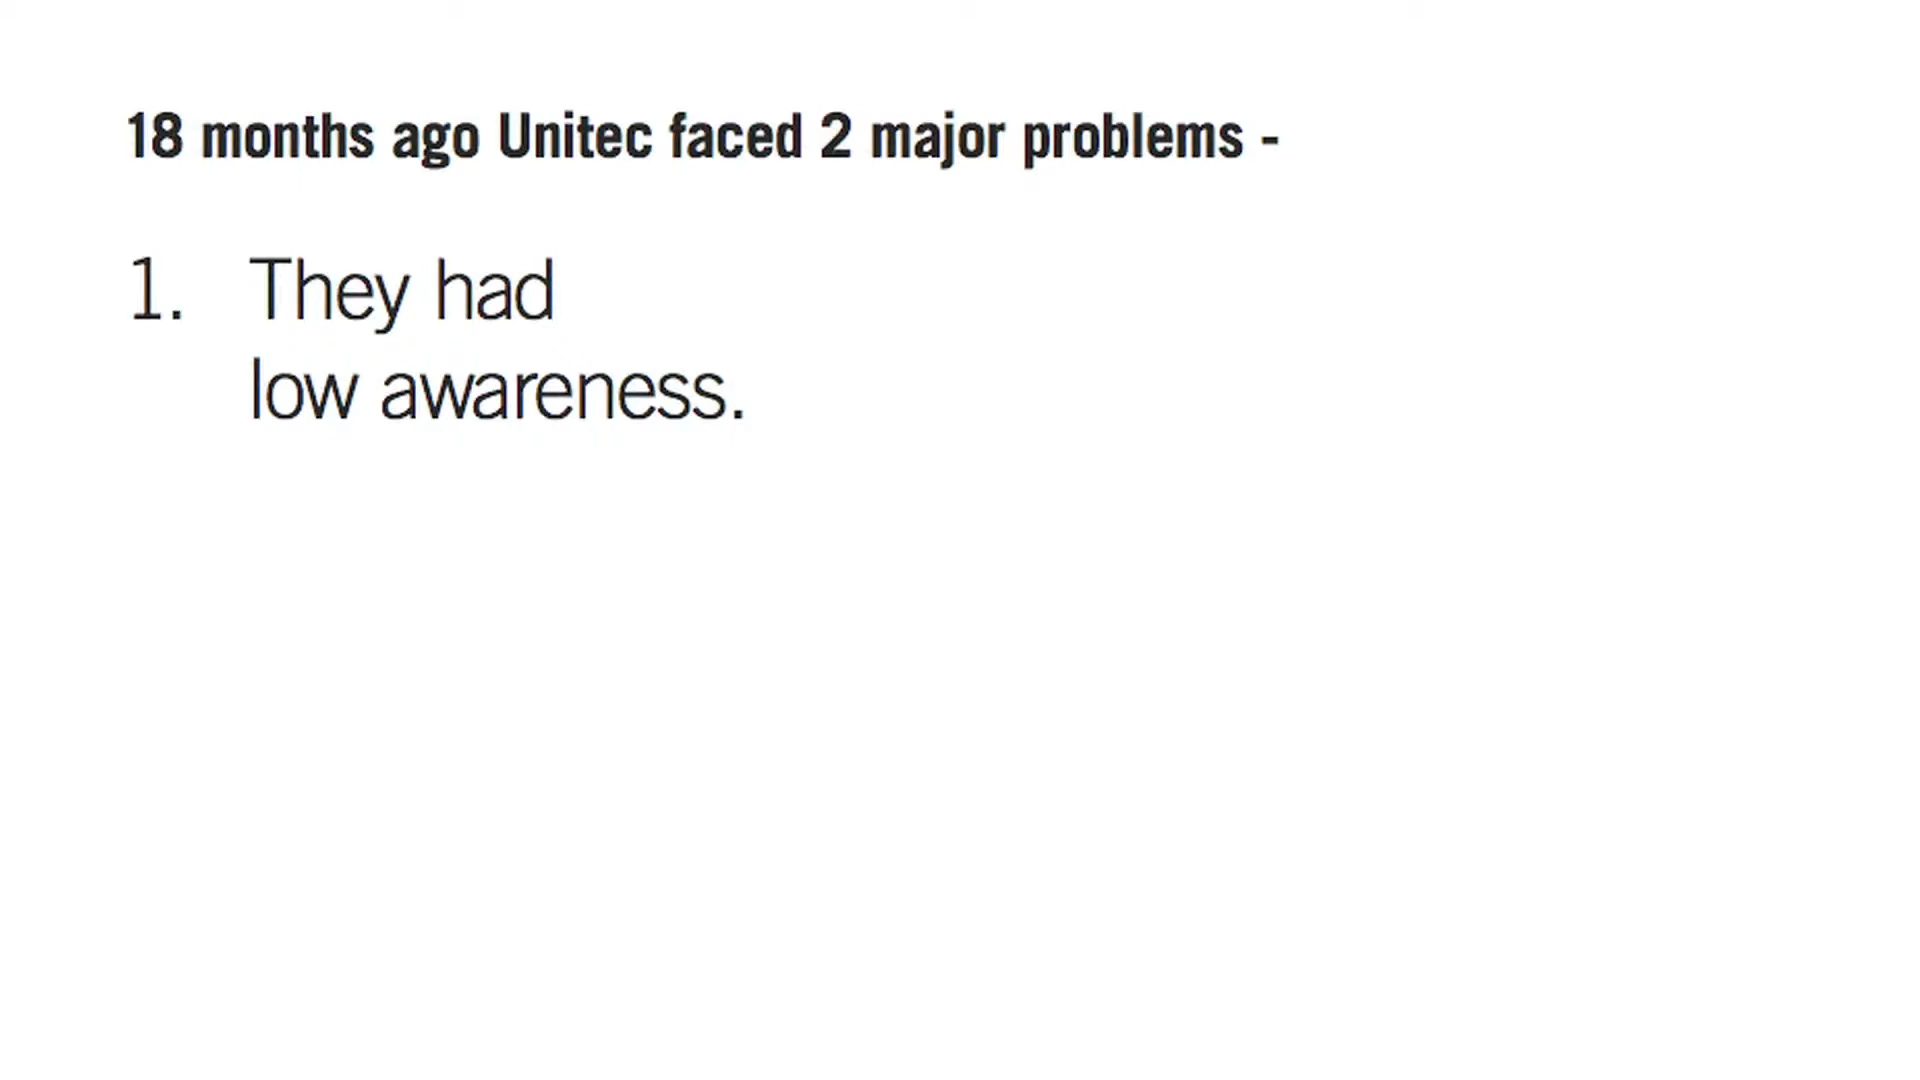 18 months ago Unitec faced 2 major problems -
1. They had
low awareness.